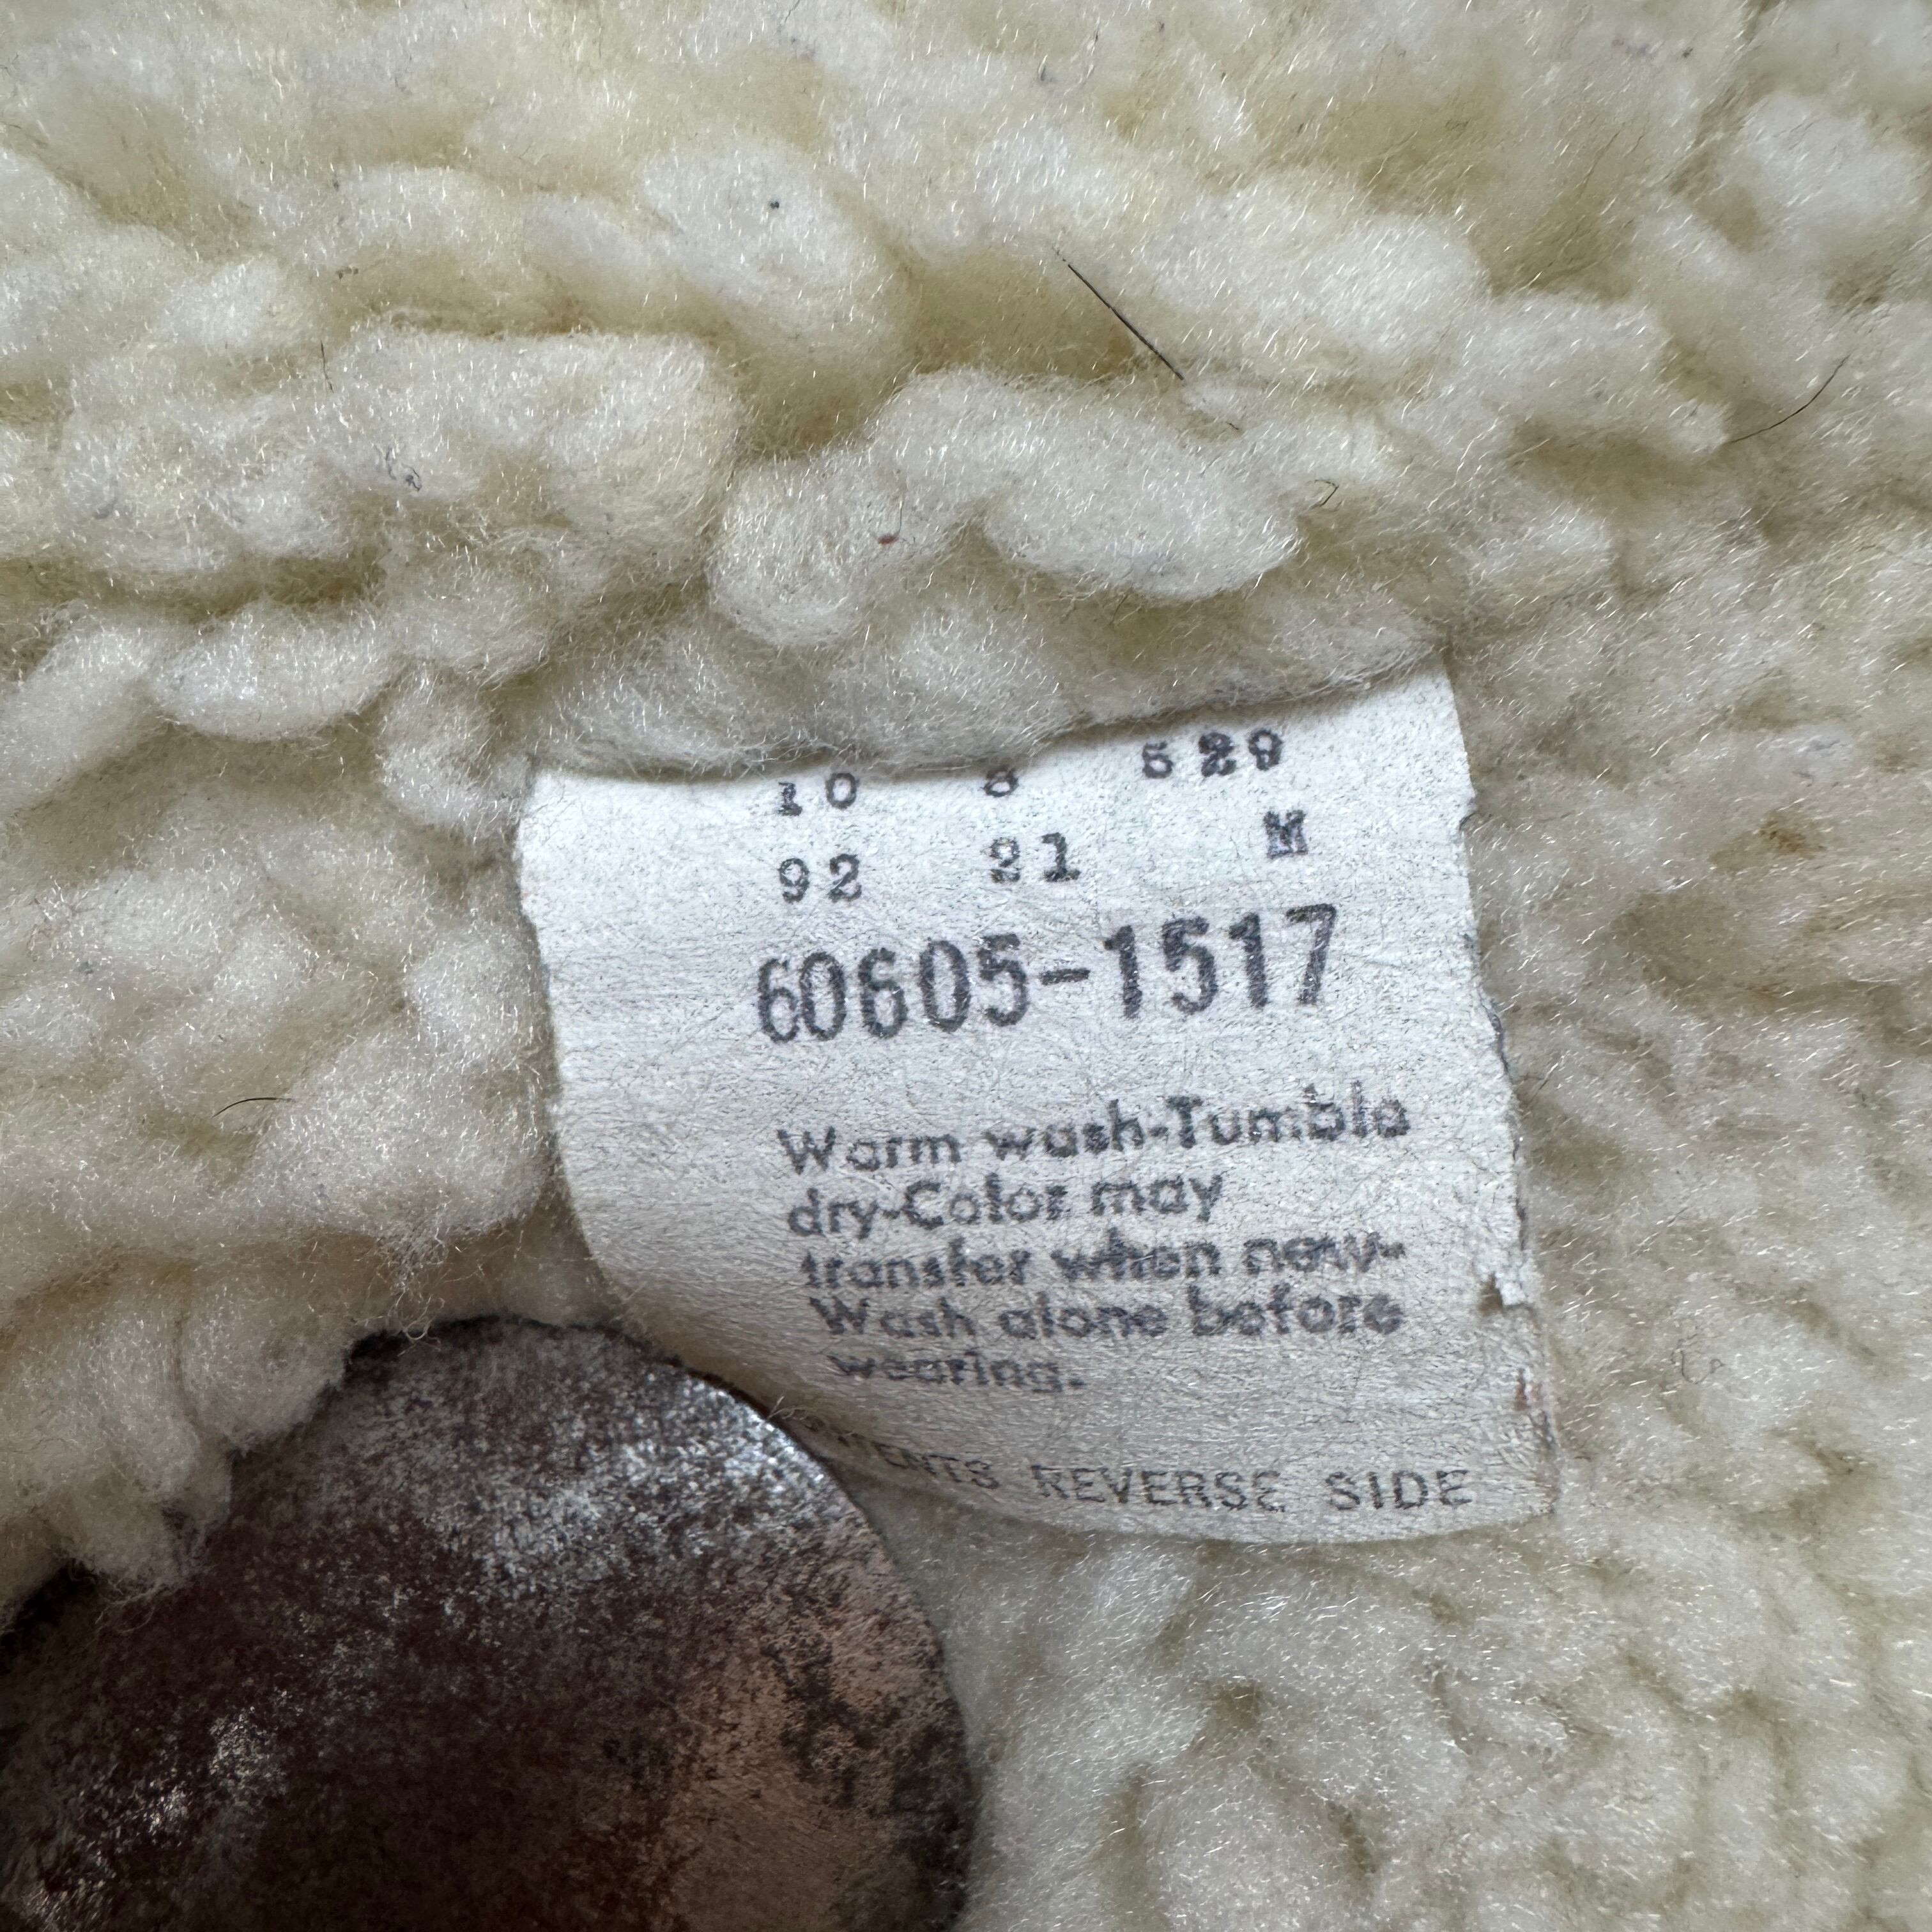 10 8 529
92 21 M
60605-1517
Warm wash-Tumble
dry-Color may
transfer when new-
Wash alone before
wearing.
REVERSE SIDE